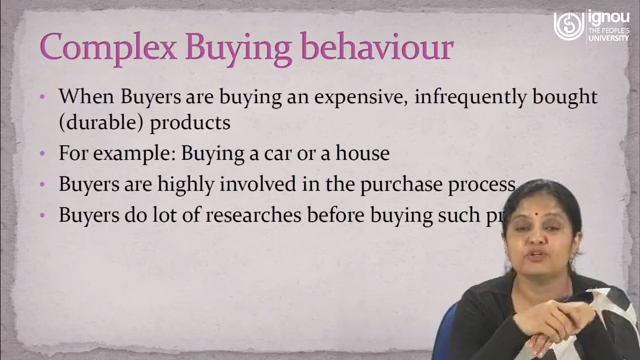 Complex Buying behaviour
ignou
THE PEOPLE'S
UNIVERSITY
• When Buyers are buying an expensive, infrequently bought
(durable) products
• For example: Buying a car or a house
• Buyers are highly involved in the purchase process
• Buyers do lot of researches before buying such